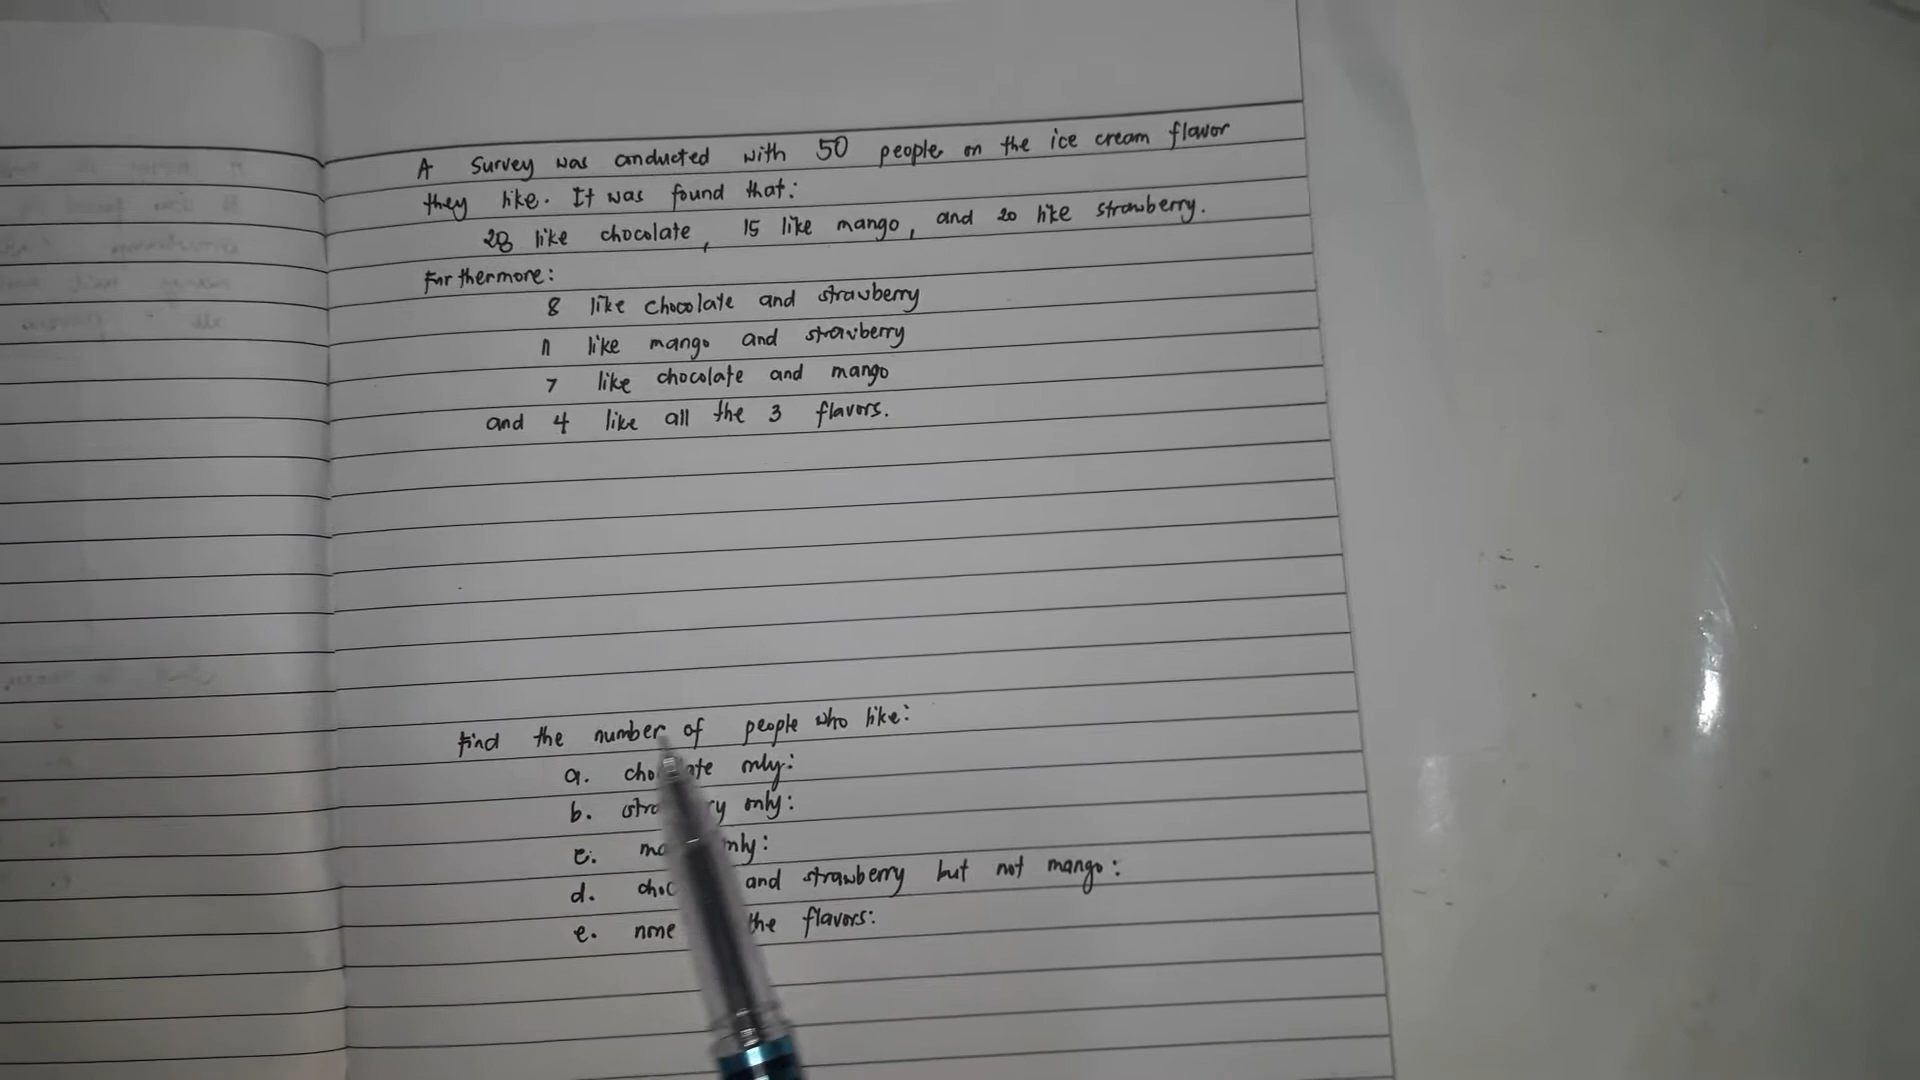 A survey was conducted with 50 people on the ice cream flavor
they like. It was found that:
28 like chocolate, 15 like mango, and 20 like strawberry.
Furthermore:
8 like chocolate and strawberry
11 like mango and strawberry
7 like chocolate and mango
and 4 like all the 3 flavors.
Find the number of people who like:
a. only:
b. only:
c.
d. and strawberry but not mango:
e. none the flavors: